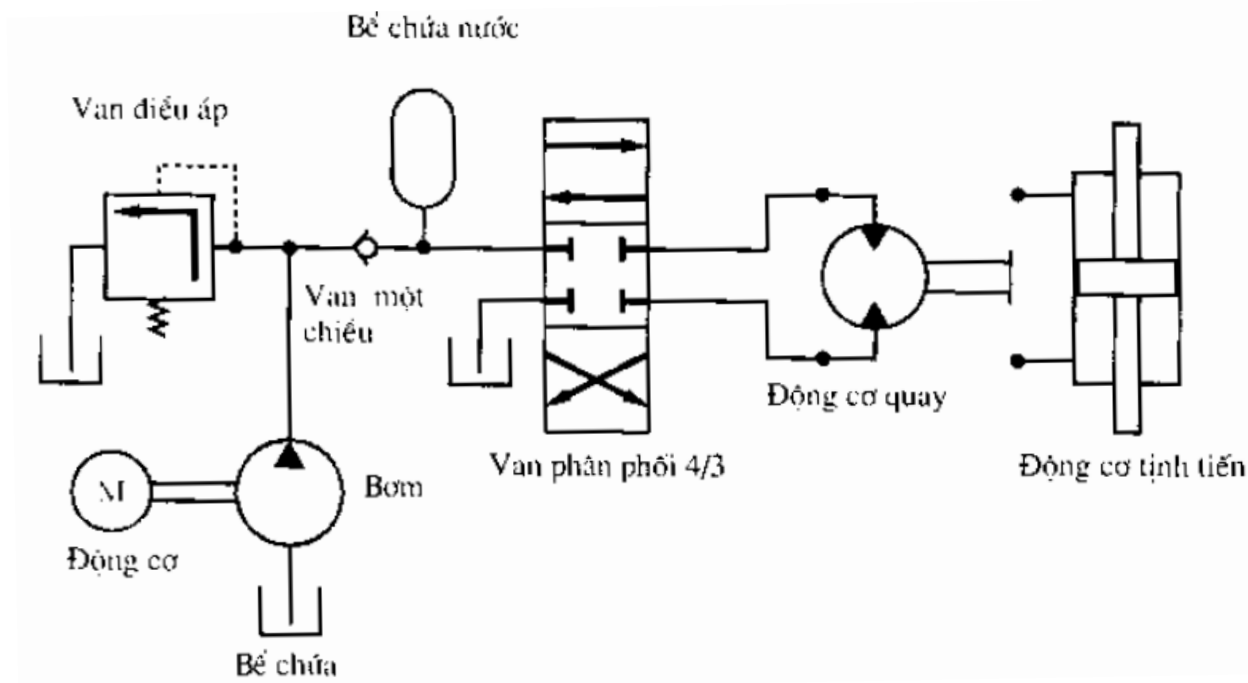 Bể chứa nước
Van điều áp
Van một
chiều
Động cơ quay
Van phân phối 4/3
Động cơ tịnh tiến
M
Bơm
Động cơ
Bể chứa